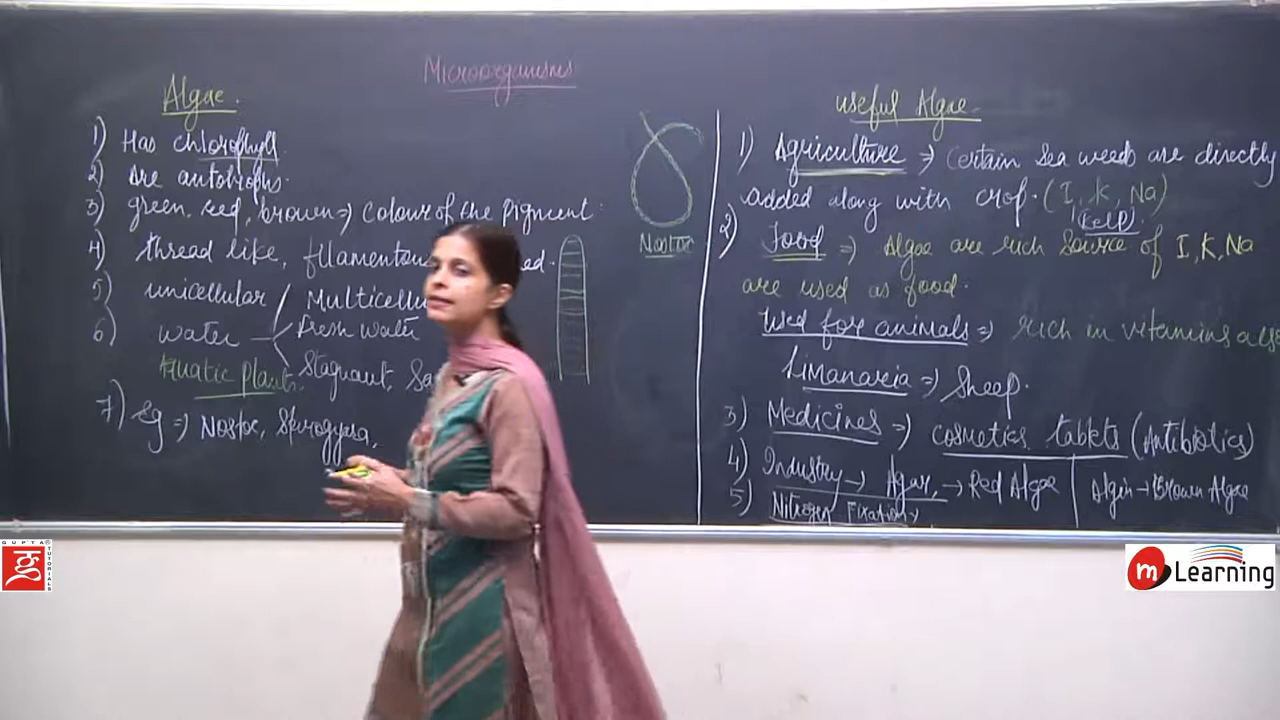 Microorganisms
Algae.
1) Has chlorophyll.
2) Are autotrophs.
3) green, red, brown => colour of the pigment
4) thread like, filamentous
5) unicellular / Multicellu
6) water - Fresh water
Stagnant,
Aquatic plants.
7) Eg => Nostoc, Spirogyra,
Nostoc
useful Algae.
1) Agriculture => Certain Sea weeds are directly
added along with crop. (I, K, Na)
Kelp.
2) Food => Algae are rich source of I, K, Na
are used as food.
Used for animals => rich in vitamins also
Limanaria => Sheep.
3) Medicines => cosmetics tablets (Antibiotics)
4) Industry -> Agar, -> Red Algae | Algin -> Brown Algae
5) Nitrogen Fixation,
GUPTA TUTORIALS
m Learning